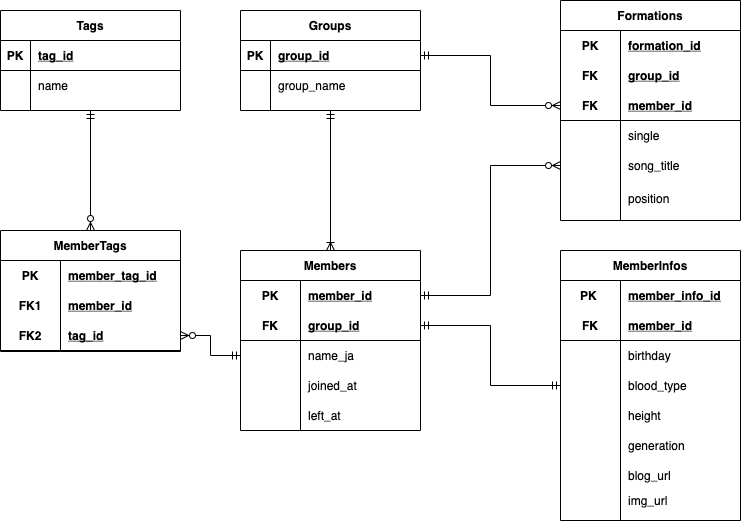 Tags
PK tag_id
name
Groups
PK group_id
group_name
Formations
PK formation_id
FK group_id
FK member_id
single
song_title
position
MemberTags
PK member_tag_id
FK1 member_id
FK2 tag_id
Members
PK member_id
FK group_id
name_ja
joined_at
left_at
MemberInfos
PK member_info_id
FK member_id
birthday
blood_type
height
generation
blog_url
img_url